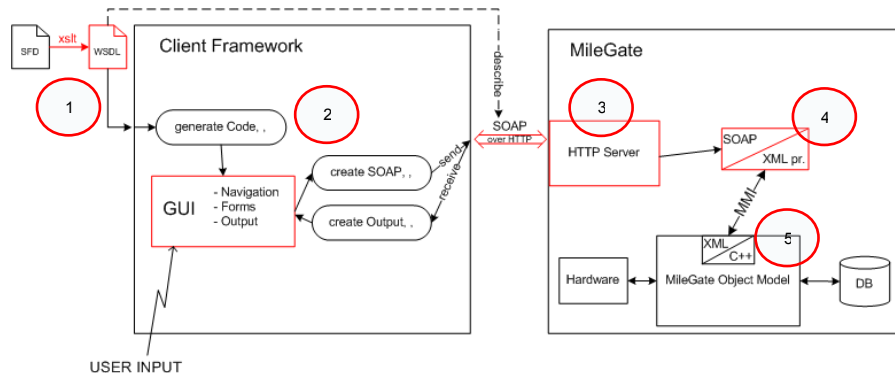 SFD
xslt
WSDL
1
Client Framework
2
generate Code, ,
GUI
- Navigation
- Forms
- Output
create SOAP, ,
create Output, ,
send
receive
USER INPUT
describe
SOAP
over HTTP
MileGate
3
HTTP Server
4
SOAP
XML pr.
MMI
5
XML
C++
MileGate Object Model
Hardware
DB